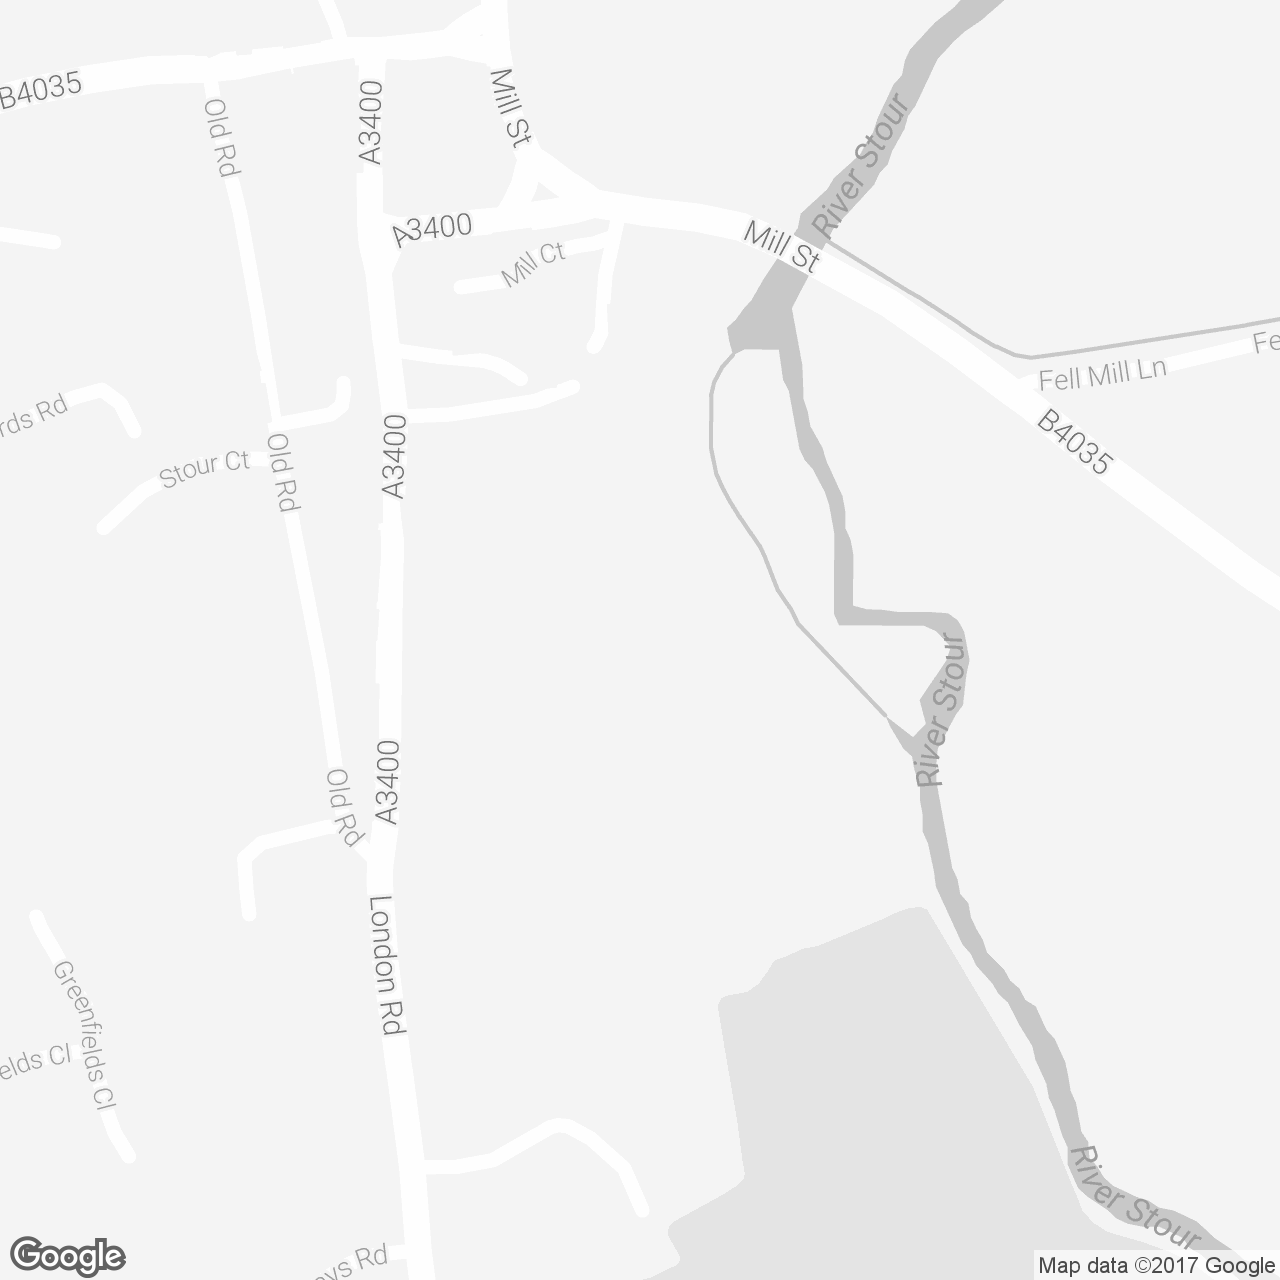 B4035
Old Rd
A3400
Mill St
River Stour
A3400
Mill St
Mill Ct
Fell Mill Ln
Fe
rds Rd
A3400
B4035
Stour Ct
Old Rd
River Stour
A3400
Old Rd
London Rd
Greenfields Cl
elds Cl
River Stour
oys Rd
Google
Map data ©2017 Google